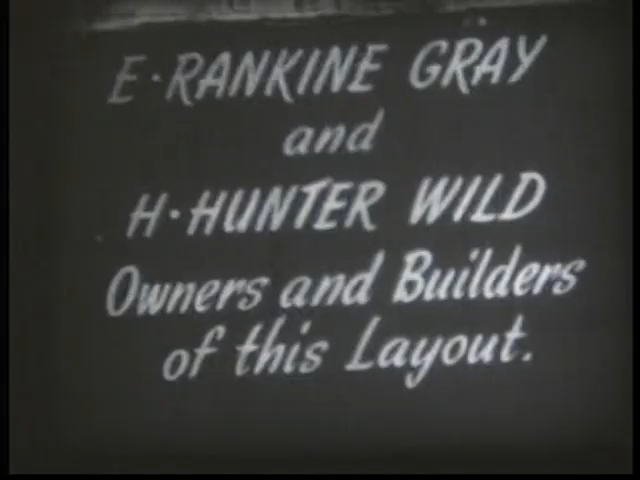 E·RANKINE GRAY
and
H·HUNTER WILD
Owners and Builders
of this Layout.